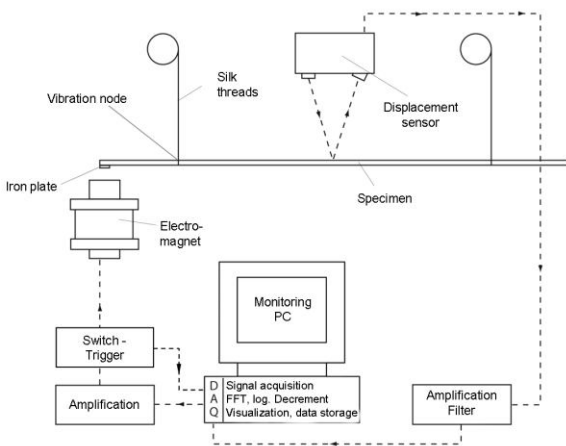 Silk
threads
Vibration node
Displacement
sensor
Iron plate
Specimen
Electro-
magnet
Monitoring
PC
Switch -
Trigger
Amplification
D Signal acquisition
A FFT, log. Decrement
Q Visualization, data storage
Amplification
Filter